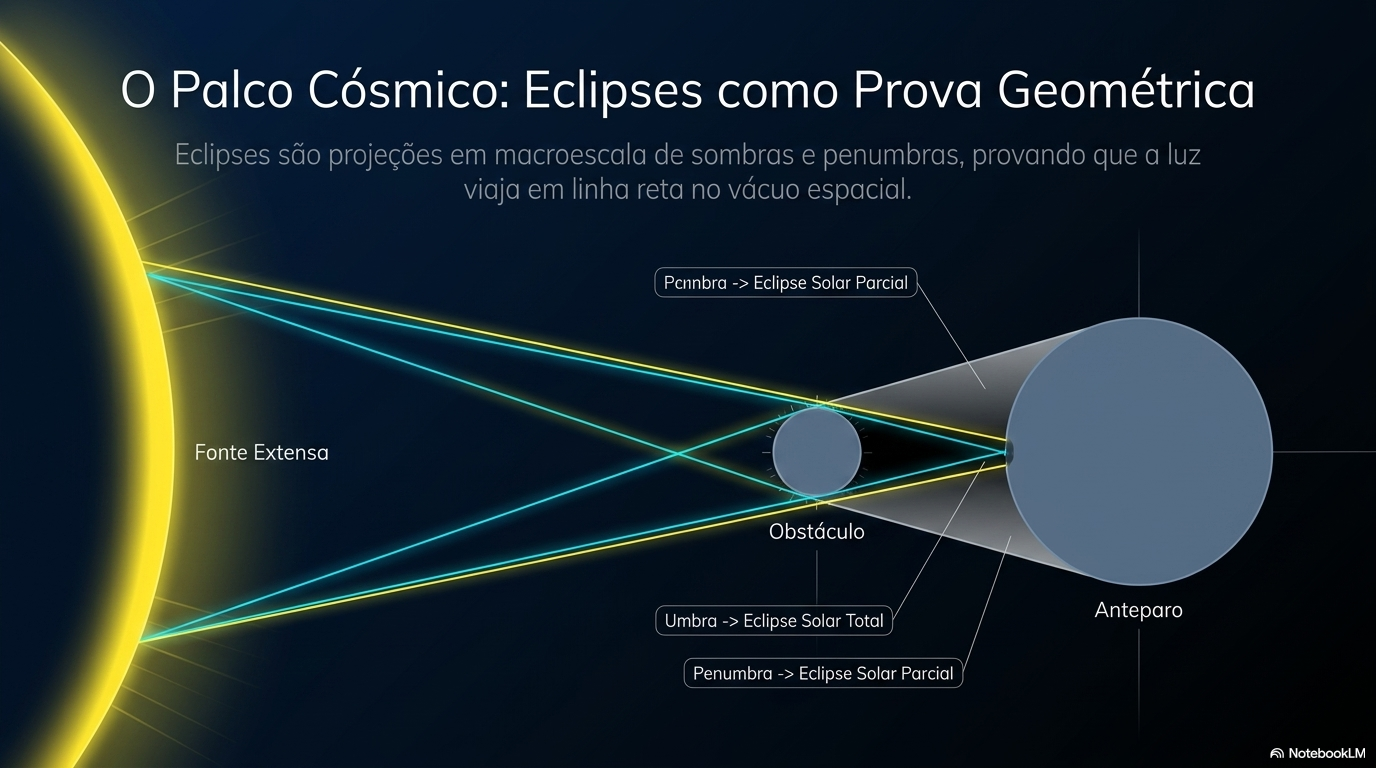 O Palco Cósmico: Eclipses como Prova Geométrica
Eclipses são projeções em macroescala de sombras e penumbras, provando que a luz
viaja em linha reta no vácuo espacial.
-> Eclipse Solar Parcial
Fonte Extensa
Obstáculo
Umbra -> Eclipse Solar Total
Anteparo
Penumbra -> Eclipse Solar Parcial
NotebookLM